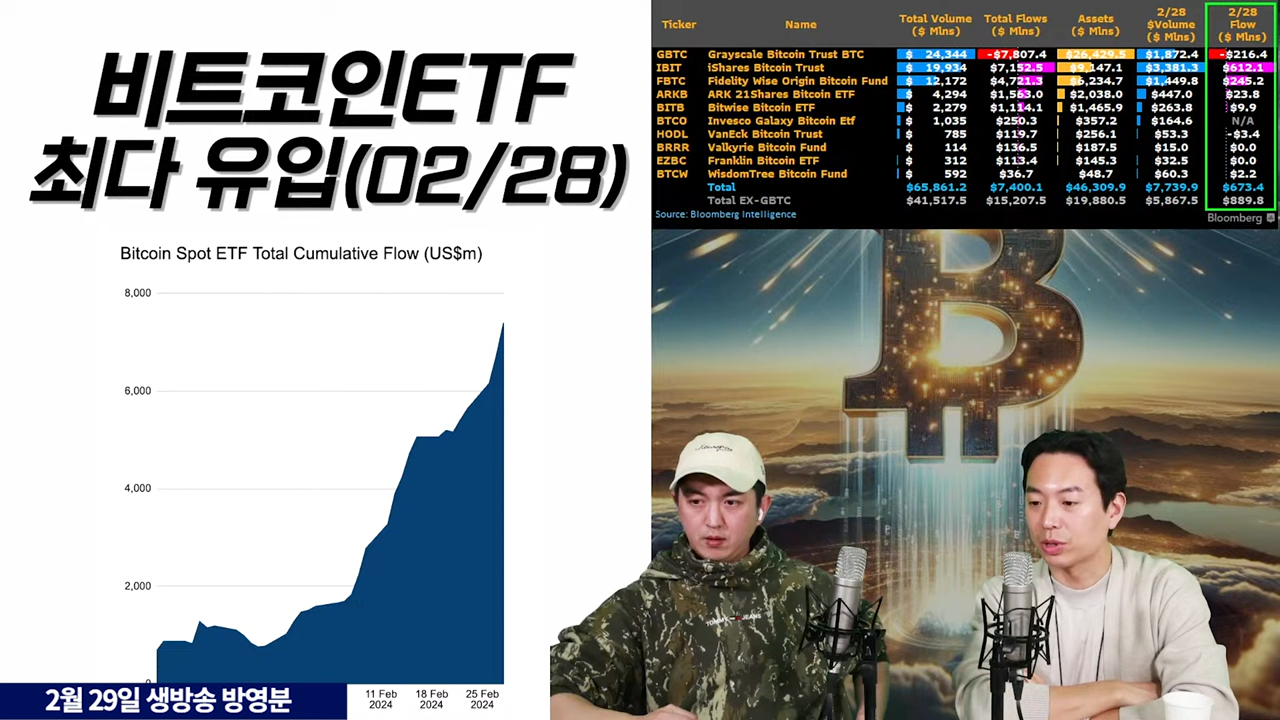 비트코인ETF
최다 유입(02/28)
Bitcoin Spot ETF Total Cumulative Flow (US$m)
8,000
6,000
4,000
2,000
0
11 Feb 2024
18 Feb 2024
25 Feb 2024
2월 29일 생방송 방영분
Ticker Name Total Volume ($ Mlns) Total Flows ($ Mlns) Assets ($ Mlns) 2/28 $Volume ($ Mlns) 2/28 Flow ($ Mlns)
GBTC Grayscale Bitcoin Trust BTC $ 24,344 -$7,807.4 $26,429.5 $1,872.4 -$216.4
IBIT iShares Bitcoin Trust $ 19,934 $7,152.5 $9,147.1 $3,381.3 $612.1
FBTC Fidelity Wise Origin Bitcoin Fund $ 12,172 $4,721.3 $6,234.7 $1,449.8 $245.2
ARKB ARK 21Shares Bitcoin ETF $ 4,294 $1,563.0 $2,038.0 $447.0 $23.8
BITB Bitwise Bitcoin ETF $ 2,279 $1,114.1 $1,465.9 $263.8 $9.9
BTCO Invesco Galaxy Bitcoin Etf $ 1,035 $250.3 $357.2 $164.6 N/A
HODL VanEck Bitcoin Trust $ 785 $119.7 $256.1 $53.3 -$3.4
BRRR Valkyrie Bitcoin Fund $ 114 $136.5 $187.5 $15.0 $0.0
EZBC Franklin Bitcoin ETF $ 312 $113.4 $145.3 $32.5 $0.0
BTCW WisdomTree Bitcoin Fund $ 592 $36.7 $48.7 $60.3 $2.2
Total $65,861.2 $7,400.1 $46,309.9 $7,739.9 $673.4
Total EX-GBTC $41,517.5 $15,207.5 $19,880.5 $5,867.5 $889.8
Source: Bloomberg Intelligence
Bloomberg
TOMMY JEANS